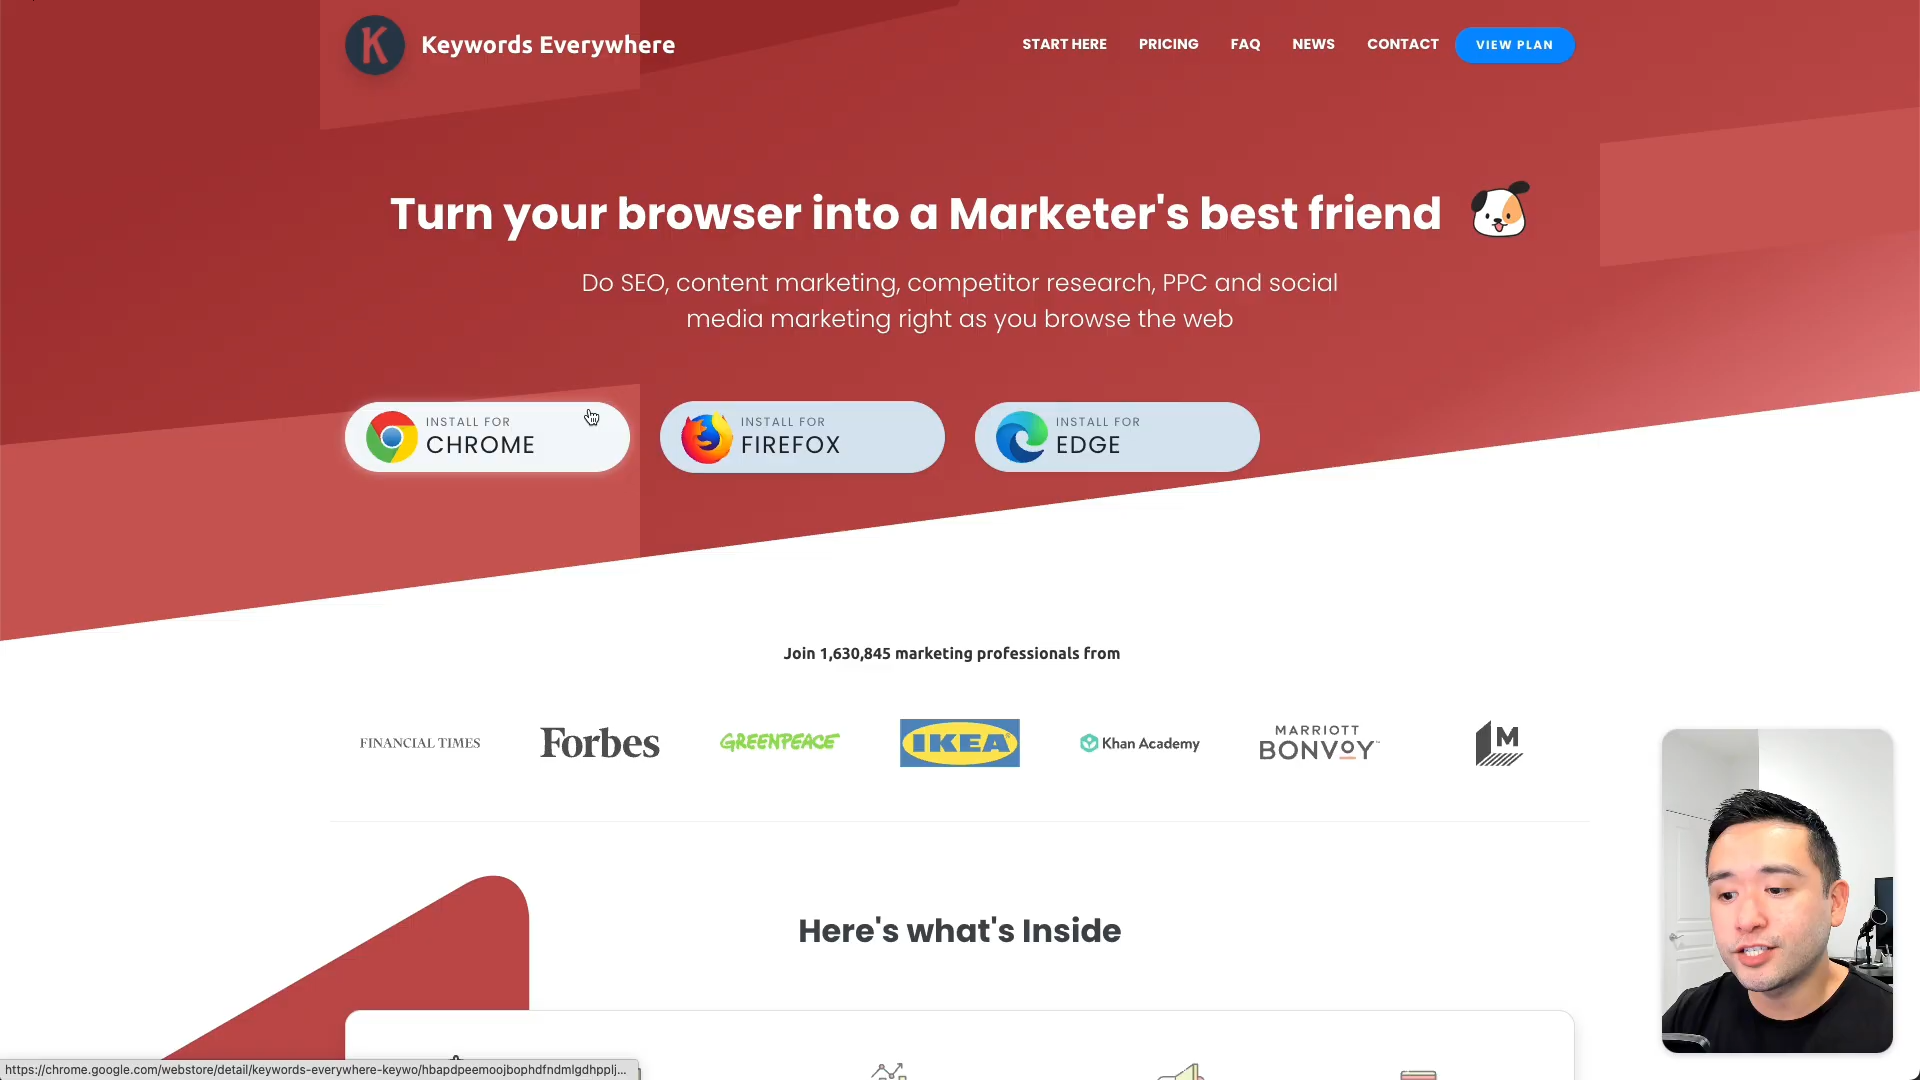 K
Keywords Everywhere
START HERE
PRICING
FAQ
NEWS
CONTACT
VIEW PLAN
Turn your browser into a Marketer's best friend
Do SEO, content marketing, competitor research, PPC and social
media marketing right as you browse the web
INSTALL FOR
CHROME
INSTALL FOR
FIREFOX
INSTALL FOR
EDGE
Join 1,630,845 marketing professionals from
FINANCIAL TIMES
Forbes
GREENPEACE
IKEA
Khan Academy
MARRIOTT
BONVOY™
M
Here's what's Inside
https://chrome.google.com/webstore/detail/keywords-everywhere-keywo/hbapdpeemoojbophdfndmlgdhpplj...